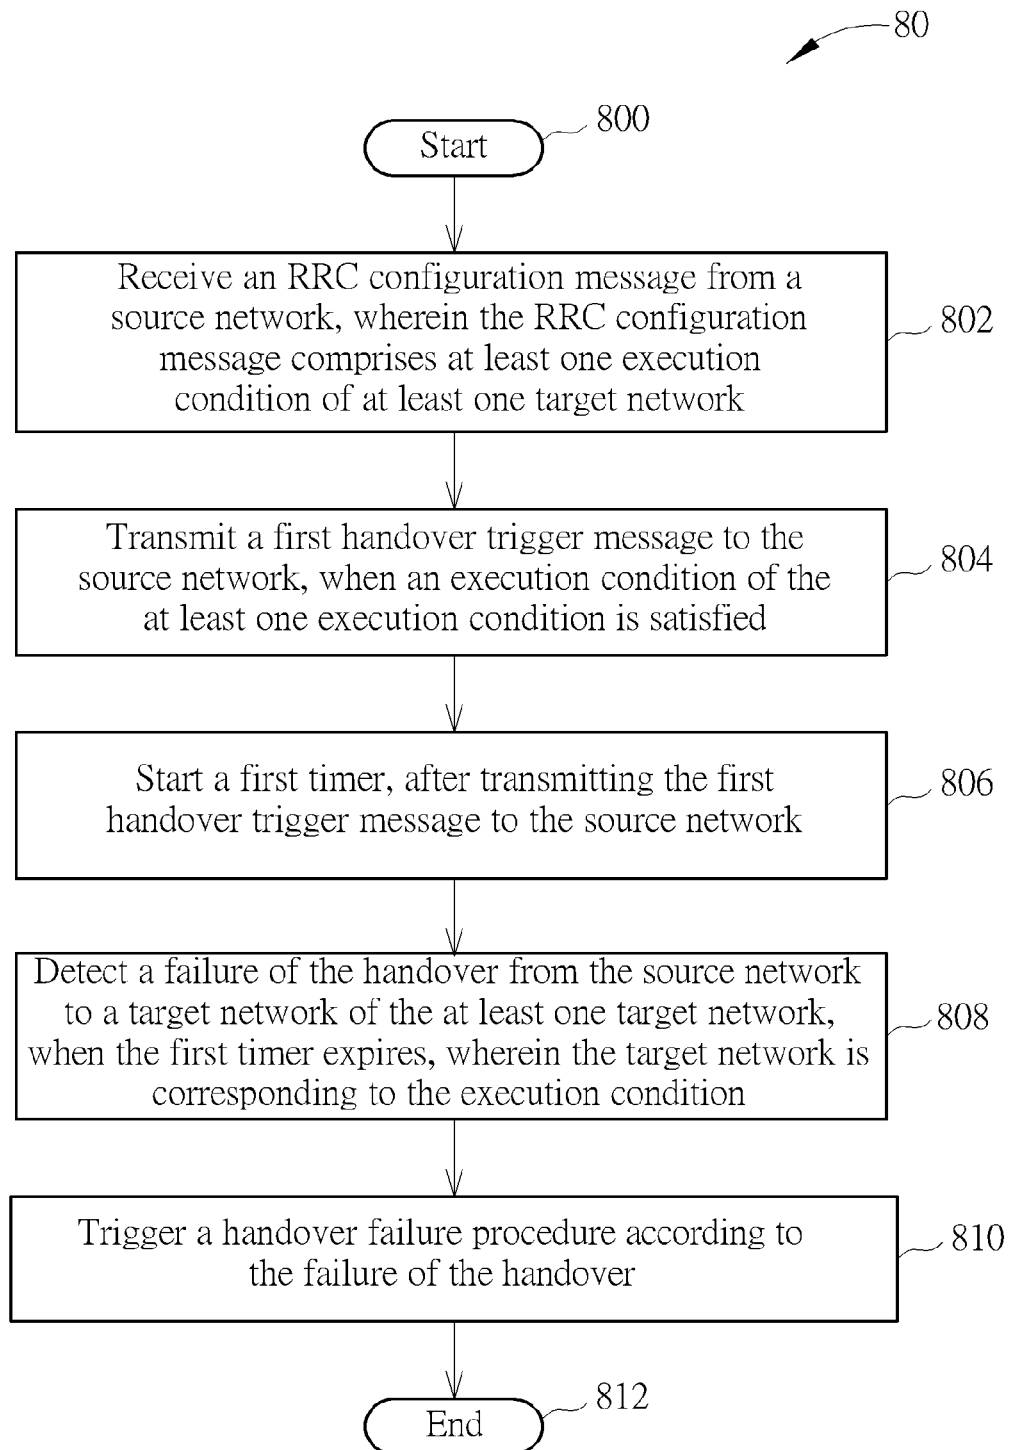 80
Start
800
Receive an RRC configuration message from a
source network, wherein the RRC configuration
message comprises at least one execution
condition of at least one target network
802
Transmit a first handover trigger message to the
source network, when an execution condition of the
at least one execution condition is satisfied
804
Start a first timer, after transmitting the first
handover trigger message to the source network
806
Detect a failure of the handover from the source network
to a target network of the at least one target network,
when the first timer expires, wherein the target network is
corresponding to the execution condition
808
Trigger a handover failure procedure according to
the failure of the handover
810
End
812